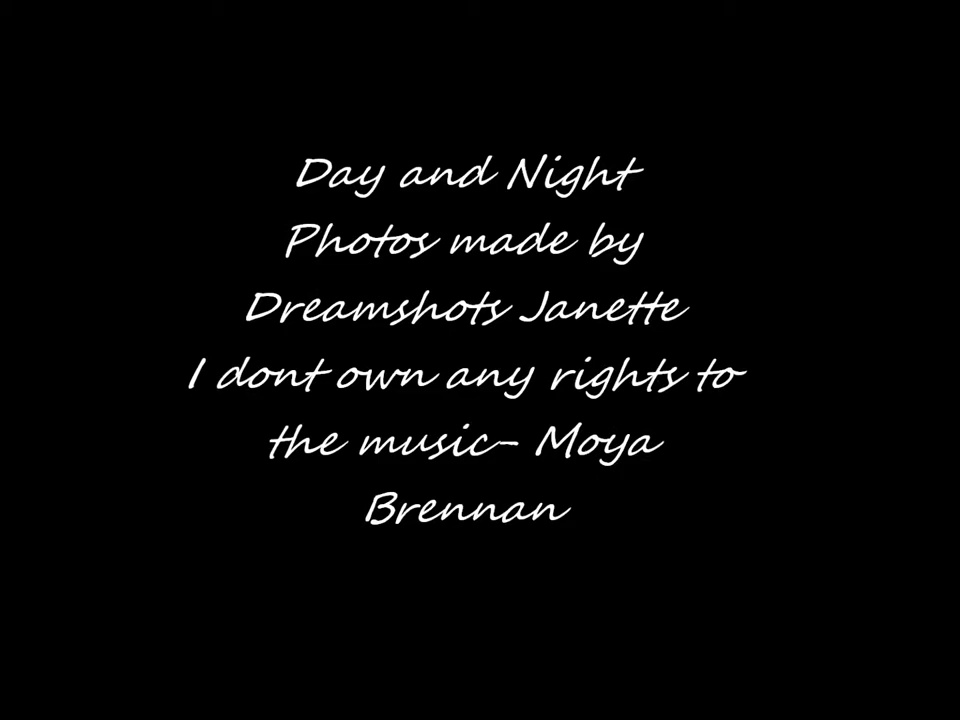 Day and Night
Photos made by
Dreamshots Janette
I dont own any rights to
the music- Moya
Brennan